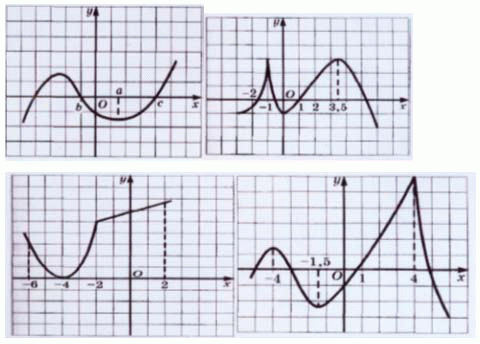 y
a
b O c x
y
-2 O
-1 1 2 3,5 x
y
O
-6 -4 -2 2 x
y
-1,5
-4 O 1 4 x